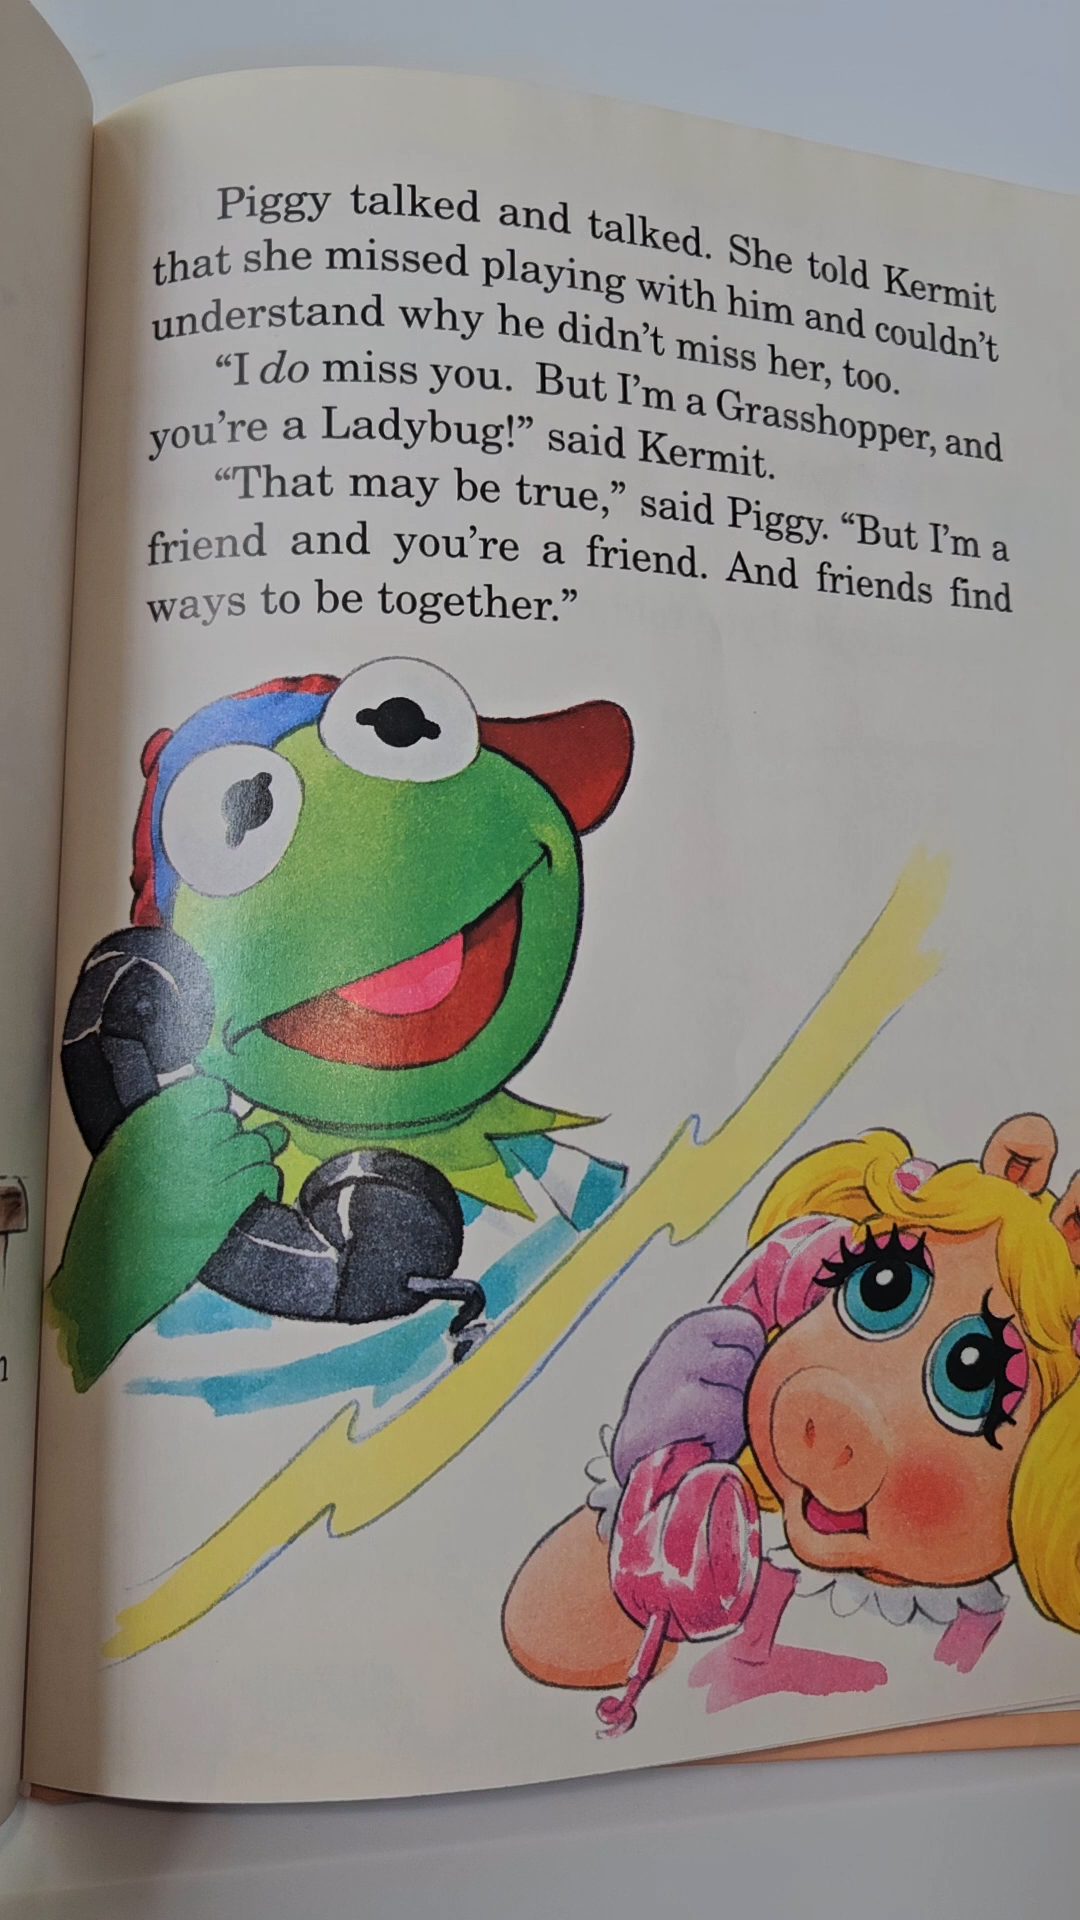 Piggy talked and talked. She told Kermit
that she missed playing with him and couldn't
understand why he didn't miss her, too.
“I do miss you. But I'm a Grasshopper, and
you're a Ladybug!” said Kermit.
“That may be true,” said Piggy. “But I'm a
friend and you're a friend. And friends find
ways to be together.”